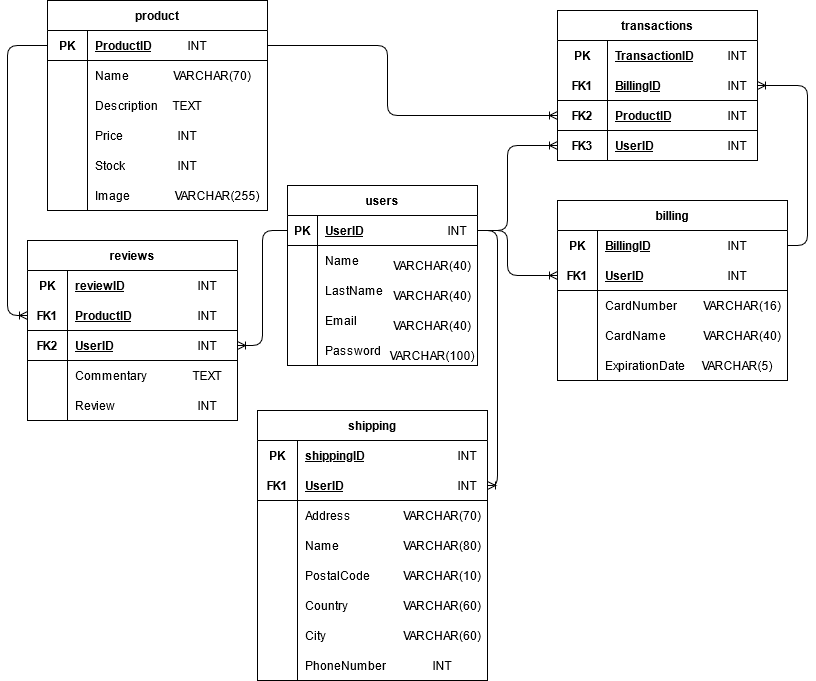 product
PK ProductID INT
Name VARCHAR(70)
Description TEXT
Price INT
Stock INT
Image VARCHAR(255)
transactions
PK TransactionID INT
FK1 BillingID INT
FK2 ProductID INT
FK3 UserID INT
users
PK UserID INT
Name VARCHAR(40)
LastName VARCHAR(40)
Email VARCHAR(40)
Password VARCHAR(100)
billing
PK BillingID INT
FK1 UserID INT
CardNumber VARCHAR(16)
CardName VARCHAR(40)
ExpirationDate VARCHAR(5)
reviews
PK reviewID INT
FK1 ProductID INT
FK2 UserID INT
Commentary TEXT
Review INT
shipping
PK shippingID INT
FK1 UserID INT
Address VARCHAR(70)
Name VARCHAR(80)
PostalCode VARCHAR(10)
Country VARCHAR(60)
City VARCHAR(60)
PhoneNumber INT